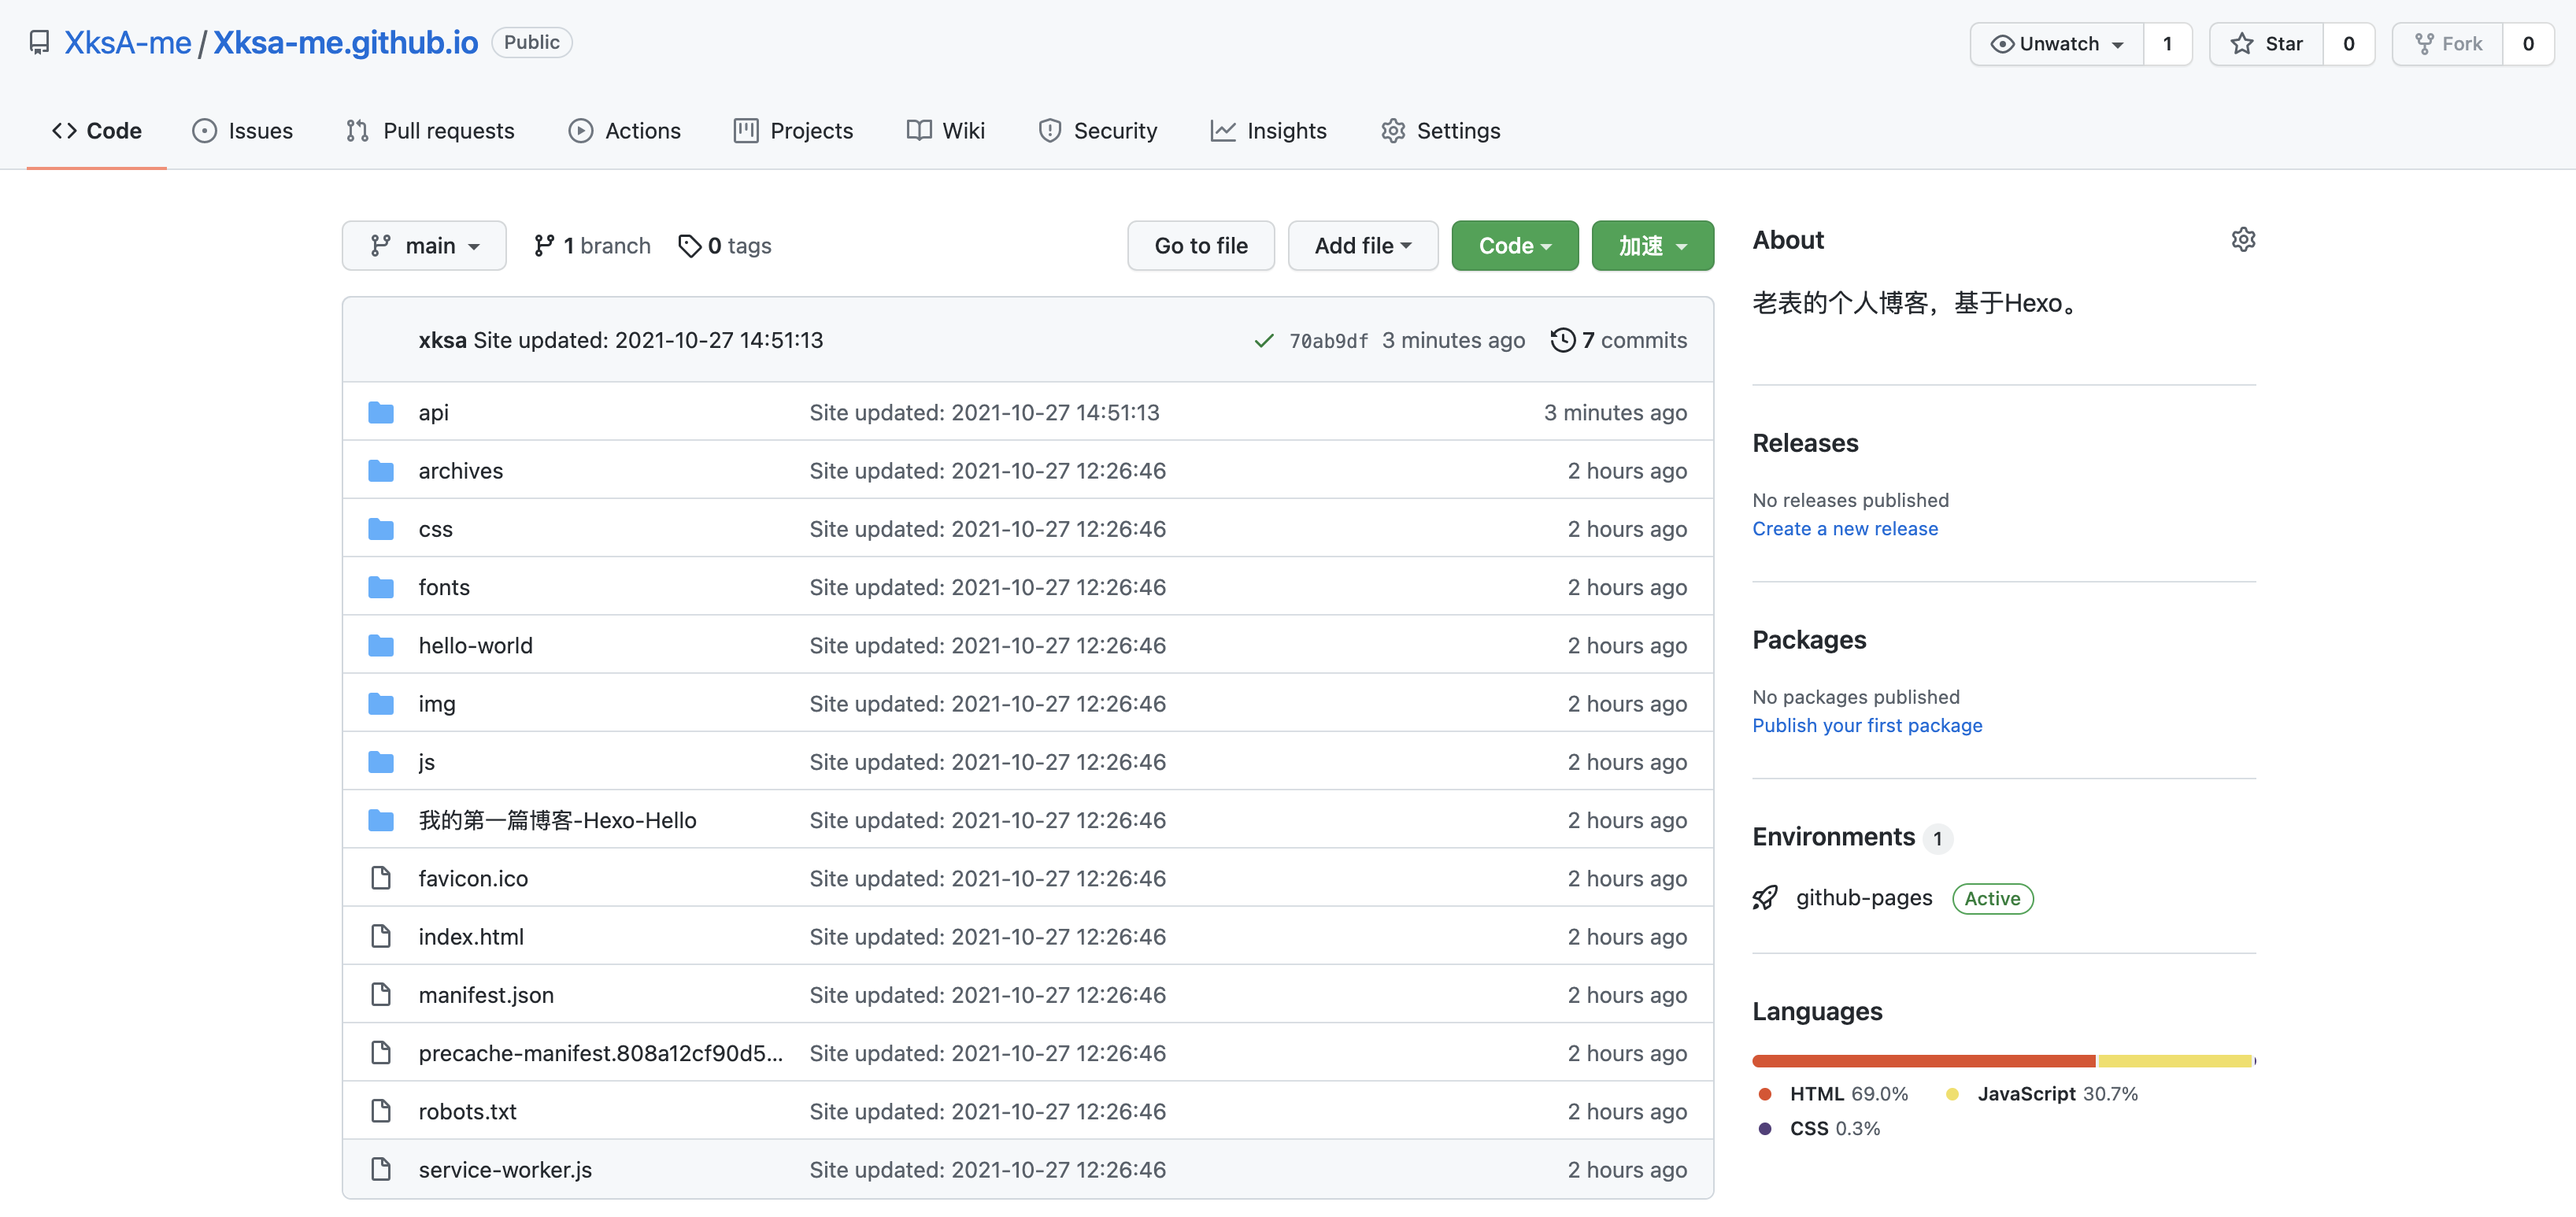 XksA-me / Xksa-me.github.io Public
Unwatch 1 Star 0 Fork 0
Code Issues Pull requests Actions Projects Wiki Security Insights Settings
main 1 branch 0 tags Go to file Add file Code 加速
xksa Site updated: 2021-10-27 14:51:13 70ab9df 3 minutes ago 7 commits
api Site updated: 2021-10-27 14:51:13 3 minutes ago
archives Site updated: 2021-10-27 12:26:46 2 hours ago
css Site updated: 2021-10-27 12:26:46 2 hours ago
fonts Site updated: 2021-10-27 12:26:46 2 hours ago
hello-world Site updated: 2021-10-27 12:26:46 2 hours ago
img Site updated: 2021-10-27 12:26:46 2 hours ago
js Site updated: 2021-10-27 12:26:46 2 hours ago
我的第一篇博客-Hexo-Hello Site updated: 2021-10-27 12:26:46 2 hours ago
favicon.ico Site updated: 2021-10-27 12:26:46 2 hours ago
index.html Site updated: 2021-10-27 12:26:46 2 hours ago
manifest.json Site updated: 2021-10-27 12:26:46 2 hours ago
precache-manifest.808a12cf90d5... Site updated: 2021-10-27 12:26:46 2 hours ago
robots.txt Site updated: 2021-10-27 12:26:46 2 hours ago
service-worker.js Site updated: 2021-10-27 12:26:46 2 hours ago
About
老表的个人博客，基于Hexo。
Releases
No releases published
Create a new release
Packages
No packages published
Publish your first package
Environments 1
github-pages Active
Languages
HTML 69.0% JavaScript 30.7%
CSS 0.3%